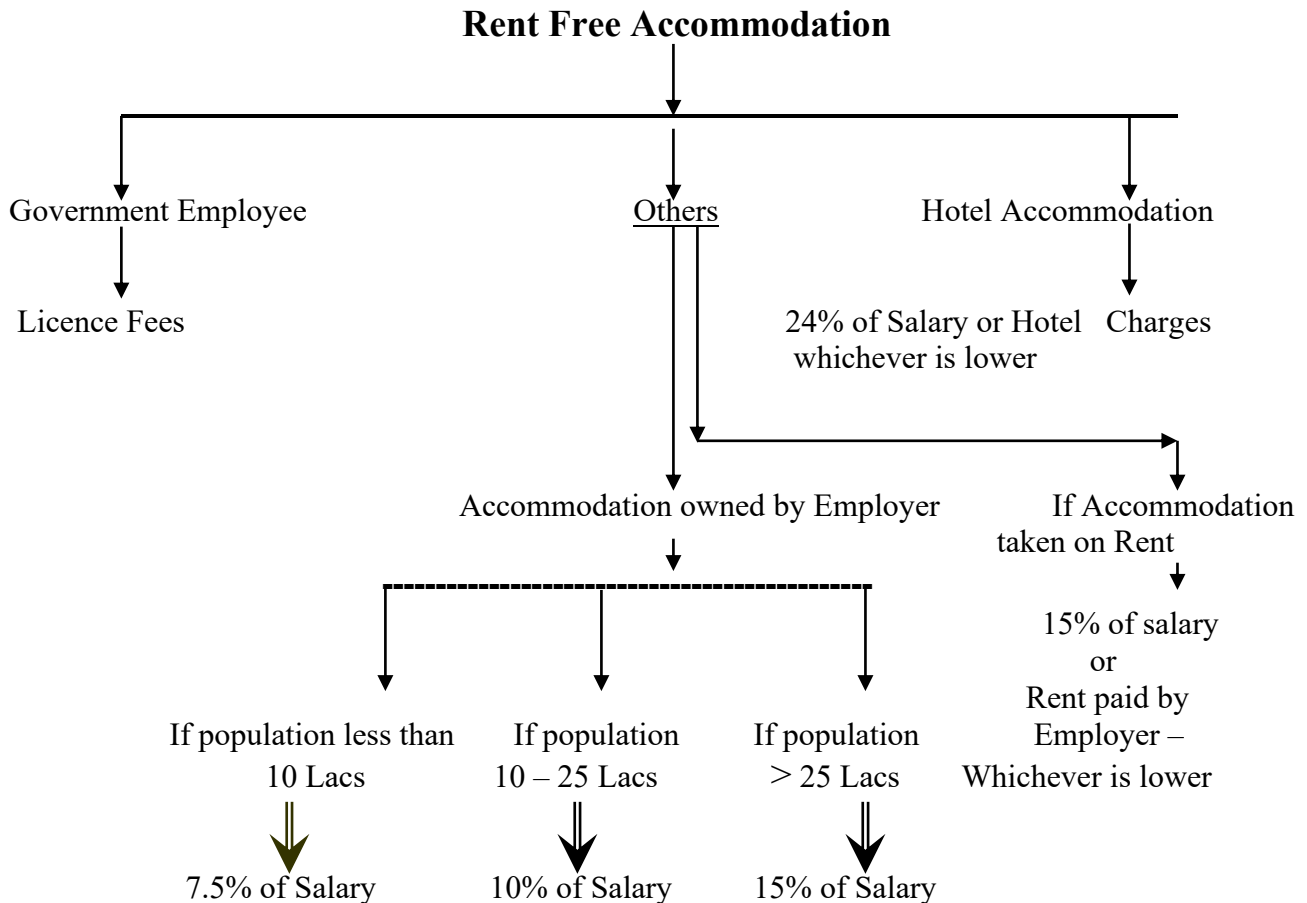 Rent Free Accommodation
Government Employee
Others
Hotel Accommodation
Licence Fees
24% of Salary or Hotel Charges
whichever is lower
Accommodation owned by Employer
If Accommodation
taken on Rent
15% of salary
or
Rent paid by
Employer –
Whichever is lower
If population less than
10 Lacs
If population
10 – 25 Lacs
If population
> 25 Lacs
7.5% of Salary
10% of Salary
15% of Salary